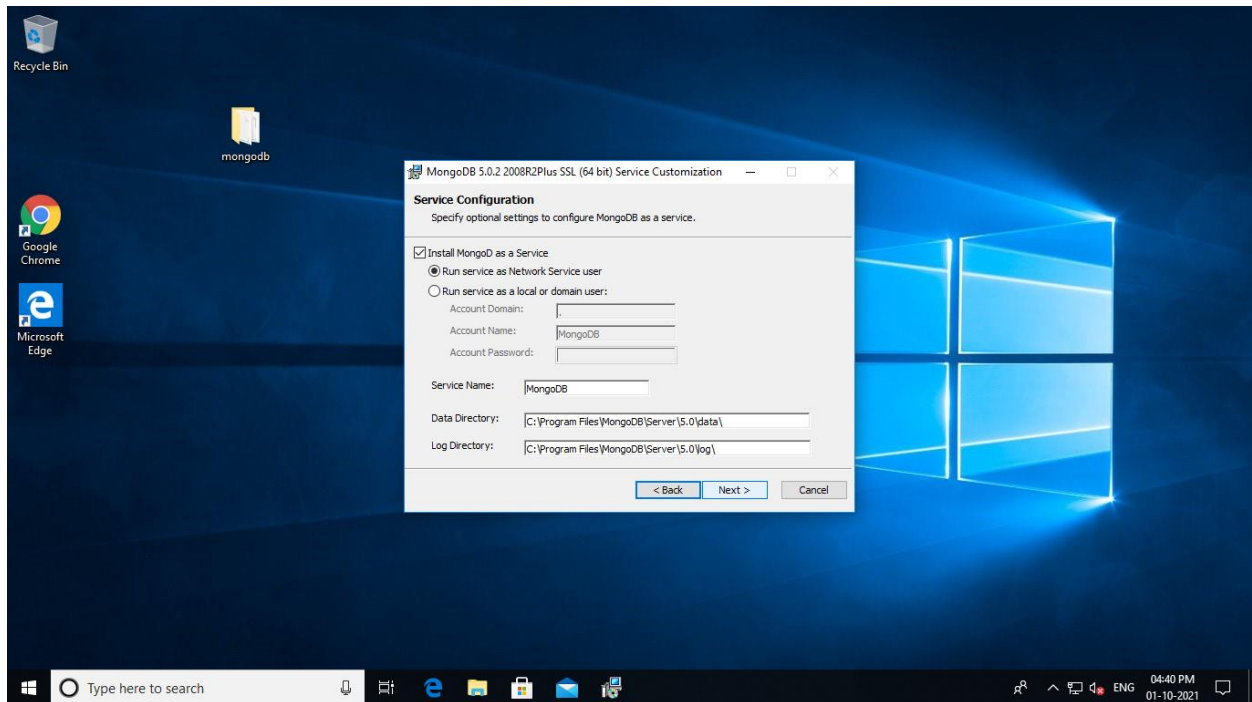 Recycle Bin
mongodb
Google
Chrome
Microsoft
Edge
MongoDB 5.0.2 2008R2Plus SSL (64 bit) Service Customization
Service Configuration
Specify optional settings to configure MongoDB as a service.
Install MongoD as a Service
Run service as Network Service user
Run service as a local or domain user:
Account Domain:
.
Account Name:
MongoDB
Account Password:
Service Name:
MongoDB
Data Directory:
C:\Program Files\MongoDB\Server\5.0\data\
Log Directory:
C:\Program Files\MongoDB\Server\5.0\log\
< Back
Next >
Cancel
Type here to search
ENG
04:40 PM
01-10-2021